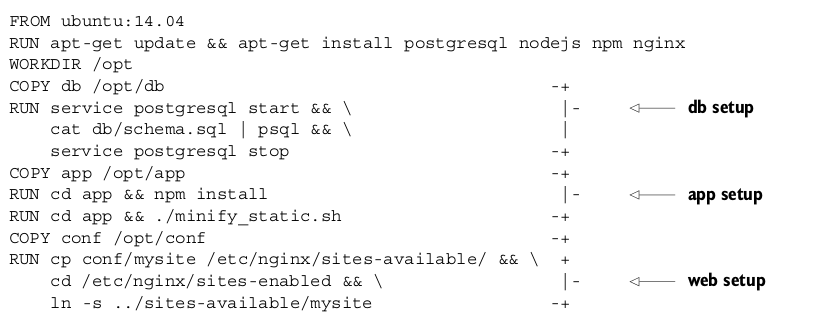 FROM ubuntu:14.04
RUN apt-get update && apt-get install postgresql nodejs npm nginx
WORKDIR /opt
COPY db /opt/db                                      -+
RUN service postgresql start && \                     |-     db setup
    cat db/schema.sql | psql && \                     |
    service postgresql stop                          -+
COPY app /opt/app                                    -+
RUN cd app && npm install                             |-     app setup
RUN cd app && ./minify_static.sh                     -+
COPY conf /opt/conf                                  -+
RUN cp conf/mysite /etc/nginx/sites-available/ && \  +
    cd /etc/nginx/sites-enabled && \                  |-     web setup
    ln -s ../sites-available/mysite                  -+